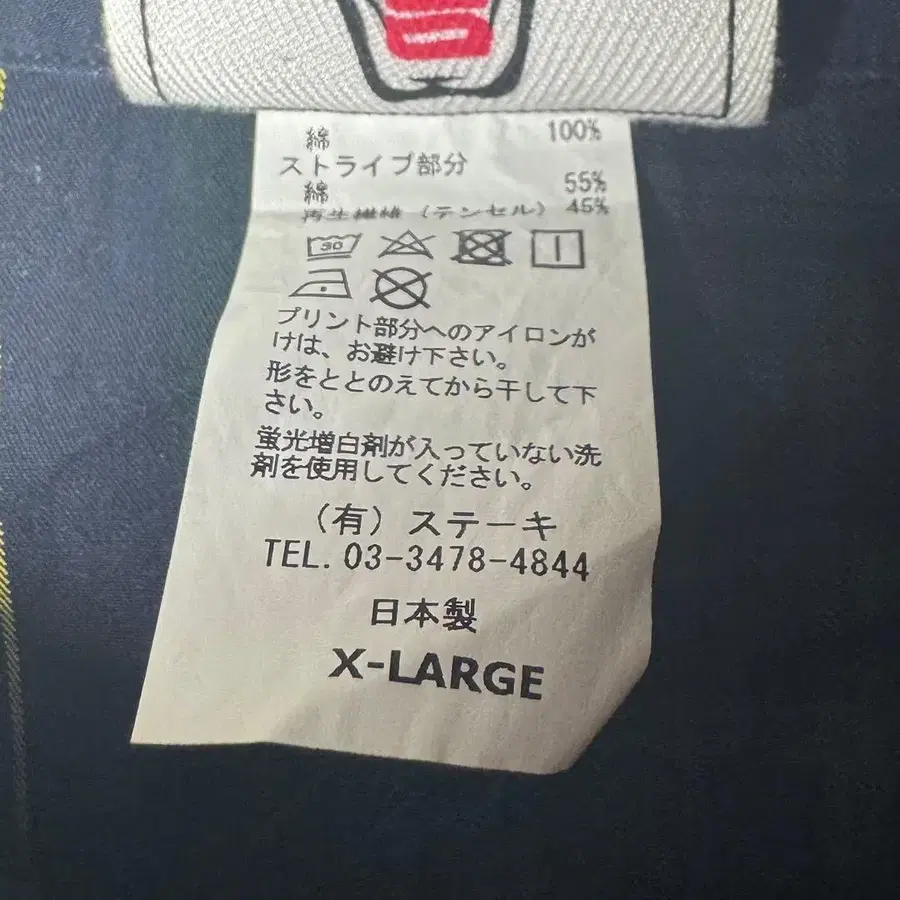 綿 100%
ストライプ部分
綿 55%
再生繊維 (テンセル) 45%
30
プリント部分へのアイロンが
けは、お避け下さい。
形をととのえてから干して下
さい。
蛍光増白剤が入っていない洗
剤を使用してください。
(有) ステーキ
TEL. 03-3478-4844
日本製
X-LARGE